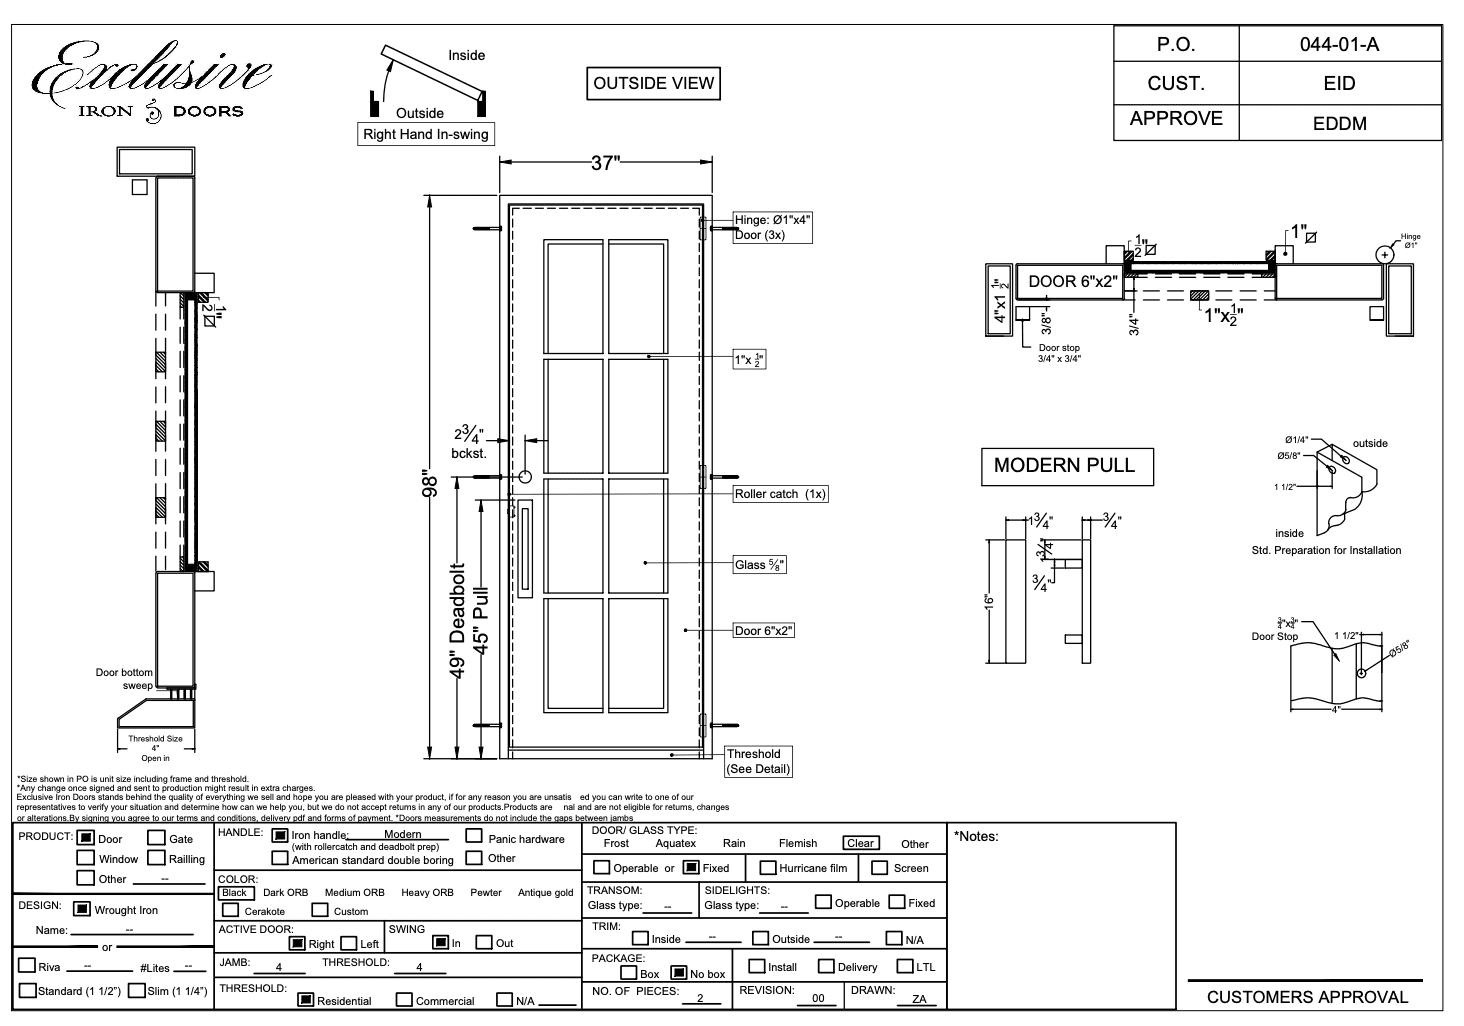 Exclusive
IRON DOORS
Inside
Outside
Right Hand In-swing
OUTSIDE VIEW
P.O. 044-01-A
CUST. EID
APPROVE EDDM
37"
98"
Hinge: Ø1"x4"
Door (3x)
1"x 1/2"
2 3/4"
bckst.
Roller catch (1x)
Glass 5/8"
49" Deadbolt
45" Pull
Door 6"x2"
Threshold
(See Detail)
1/2"
Door bottom
sweep
Threshold Size
4"
Open in
1/2"
1"
Hinge
Ø1"
4"x1 1/2"
DOOR 6"x2"
3/8"
3/4"
1"x1/2"
Door stop
3/4" x 3/4"
MODERN PULL
1 3/4"
3/4"
1 3/4"
3/4"
16"
Ø1/4"
outside
Ø5/8"
1 1/2"
inside
Std. Preparation for Installation
3/4"x3/4"
Door Stop
1 1/2"
Ø5/8"
4"
*Size shown in PO is unit size including frame and threshold.
*Any change once signed and sent to production might result in extra charges.
Exclusive Iron Doors stands behind the quality of everything we sell and hope you are pleased with your product, if for any reason you are unsatis ed you can write to one of our
representatives to verify your situation and determine how can we help you, but we do not accept returns in any of our products.Products are nal and are not eligible for returns, changes
or alterations.By signing you agree to our terms and conditions, delivery pdf and forms of payment. *Doors measurements do not include the gaps between jambs
PRODUCT: Door Gate
Window Railling
Other --
DESIGN: Wrought Iron
Name: --
or
Riva -- #Lites --
Standard (1 1/2") Slim (1 1/4")
HANDLE: Iron handle: Modern Panic hardware
(with rollercatch and deadbolt prep)
American standard double boring Other
COLOR:
Black Dark ORB Medium ORB Heavy ORB Pewter Antique gold
Cerakote Custom
ACTIVE DOOR: Right Left SWING In Out
JAMB: 4 THRESHOLD: 4
THRESHOLD: Residential Commercial N/A
DOOR/ GLASS TYPE:
Frost Aquatex Rain Flemish Clear Other
Operable or Fixed Hurricane film Screen
TRANSOM: SIDELIGHTS:
Glass type: -- Glass type: -- Operable Fixed
TRIM:
Inside -- Outside -- N/A
PACKAGE: Box No box Install Delivery LTL
NO. OF PIECES: 2 REVISION: 00 DRAWN: ZA
*Notes:
CUSTOMERS APPROVAL